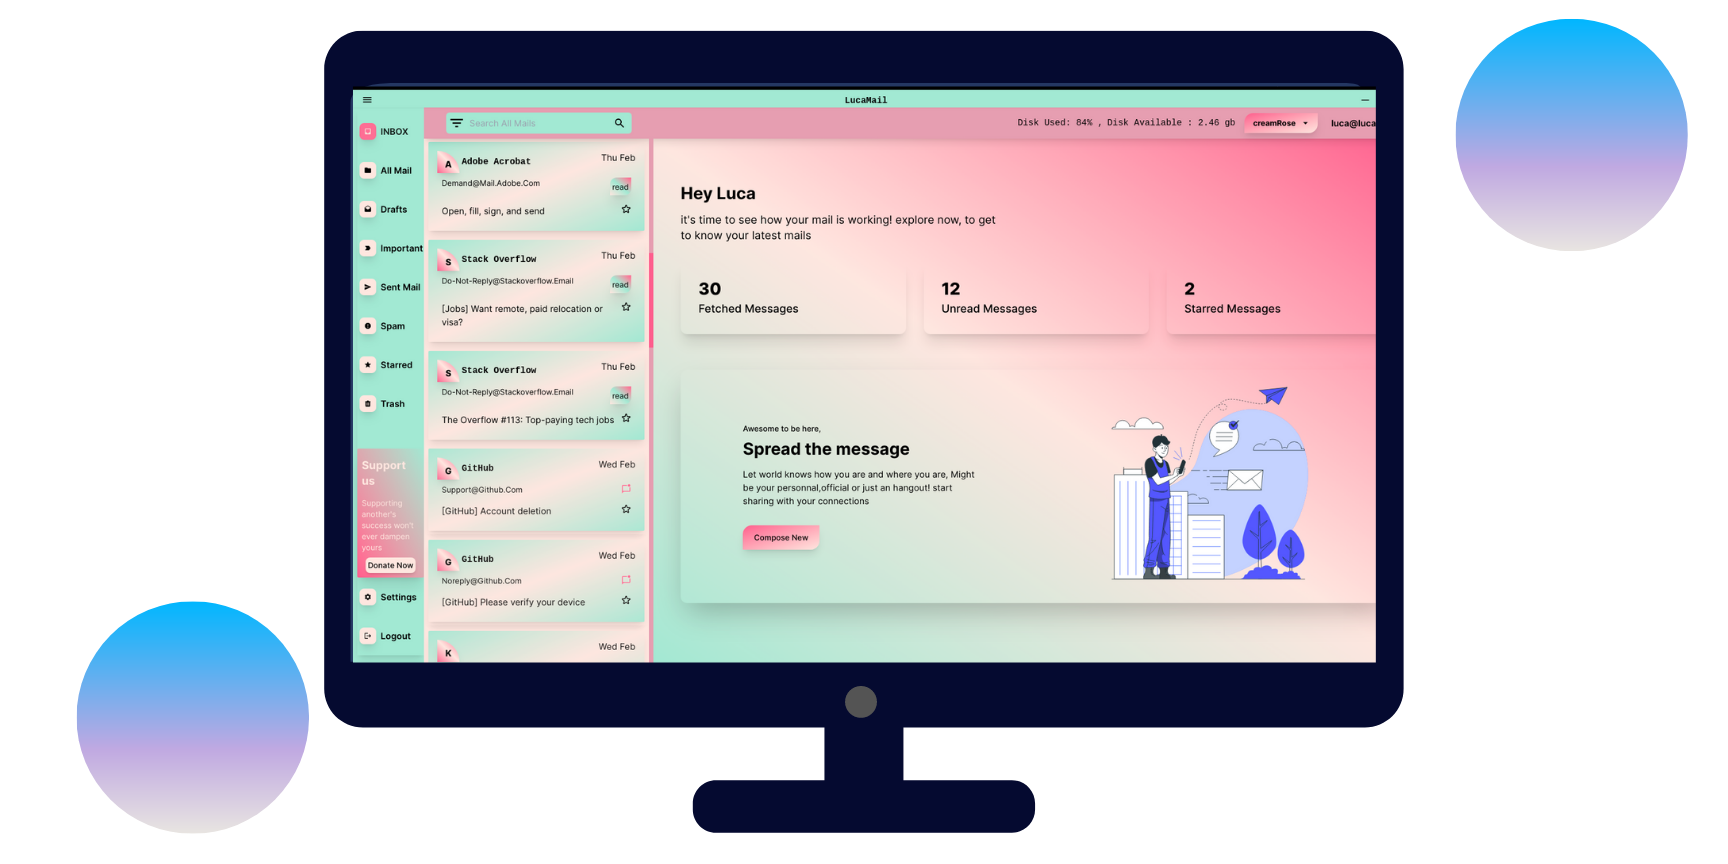 LucaMail
Search All Mails
Disk Used: 84% , Disk Available : 2.46 gb
creamRose
luca@luca
INBOX
All Mail
Drafts
Important
Sent Mail
Spam
Starred
Trash
Support
us
Supporting
another's
success won't
ever dampen
yours
Donate Now
Settings
Logout
A
Adobe Acrobat
Thu Feb
Demand@Mail.Adobe.Com
read
Open, fill, sign, and send
S
Stack Overflow
Thu Feb
Do-Not-Reply@Stackoverflow.Email
read
[Jobs] Want remote, paid relocation or
visa?
S
Stack Overflow
Thu Feb
Do-Not-Reply@Stackoverflow.Email
read
The Overflow #113: Top-paying tech jobs
G
GitHub
Wed Feb
Support@Github.Com
[GitHub] Account deletion
G
GitHub
Wed Feb
Noreply@Github.Com
[GitHub] Please verify your device
K
Wed Feb
Hey Luca
it's time to see how your mail is working! explore now, to get
to know your latest mails
30
Fetched Messages
12
Unread Messages
2
Starred Messages
Awesome to be here,
Spread the message
Let world knows how you are and where you are, Might
be your personnal,official or just an hangout! start
sharing with your connections
Compose New